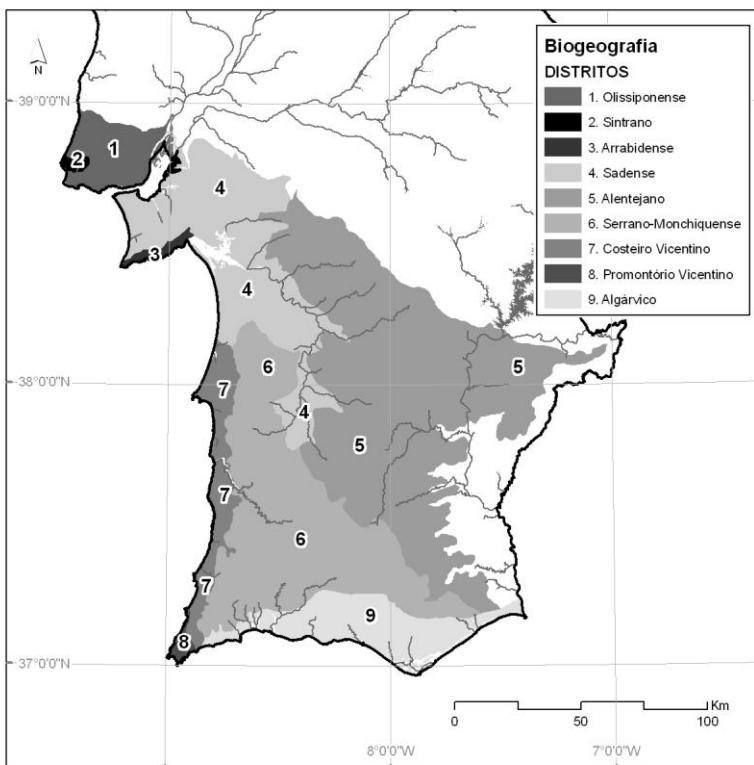 Biogeografia
DISTRITOS
1. Olissiponense
2. Sintrano
3. Arrabidense
4. Sadense
5. Alentejano
6. Serrano-Monchiquense
7. Costeiro Vicentino
8. Promontório Vicentino
9. Algárvico
N
39°0'0"N
1
2
4
3
4
38°0'0"N
6
5
7
4
5
7
6
7
9
8
37°0'0"N
Km
0 50 100
8°0'0"W 7°0'0"W